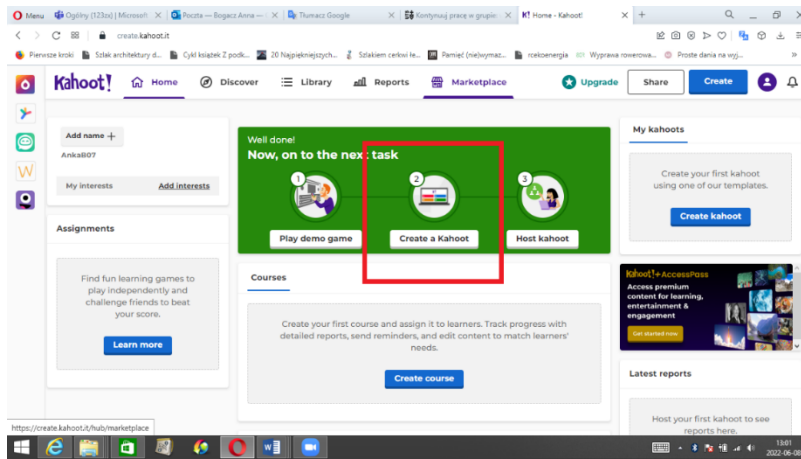 Menu
Ogólny (123zo) | Microsoft
Poczta — Bogacz Anna —
Tłumacz Google
Kontynuuj pracę w grupie
K! Home - Kahoot!
create.kahoot.it
Pierwsze kroki
Szlak architektury d...
Cykl książek Z podk...
20 Najpiękniejszych...
Szlakiem cerkwi łe...
Pamięć (nie)wymaz...
rcekoenergia
Wyprawa rowerowa...
Proste dania na wyj...
Kahoot!
Home
Discover
Library
Reports
Marketplace
Upgrade
Share
Create
Add name +
AnkaB07
My interests
Add interests
Assignments
Find fun learning games to
play independently and
challenge friends to beat
your score.
Learn more
Well done!
Now, on to the next task
1
2
3
Play demo game
Create a Kahoot
Host kahoot
Courses
Create your first course and assign it to learners. Track progress with
detailed reports, send reminders, and edit content to match learners'
needs.
Create course
My kahoots
Create your first kahoot
using one of our templates.
Create kahoot
Kahoot!+AccessPass
Access premium
content for learning,
entertainment &
engagement
Get started now
Latest reports
Host your first kahoot to see
reports here.
https://create.kahoot.it/hub/marketplace
13:01
2022-06-08